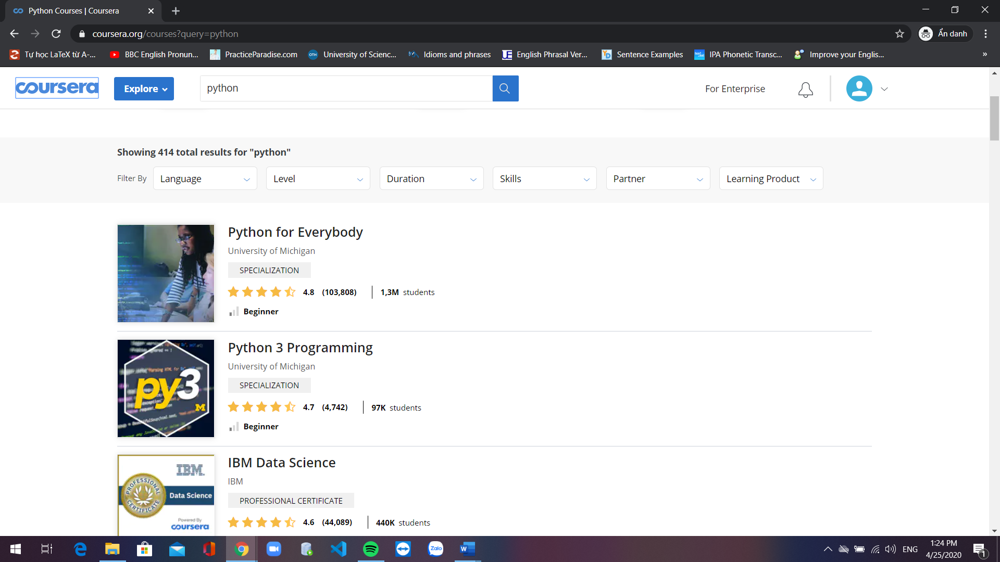 Python Courses | Coursera
coursera.org/courses?query=python
Ẩn danh
Tự học LaTeX từ A-...
BBC English Pronun...
PracticeParadise.com
OTH
University of Scienc...
Idioms and phrases
UE
English Phrasal Ver...
YD
Sentence Examples
IPA Phonetic Transc...
Improve your Englis...
»
coursera
Explore
python
For Enterprise
Showing 414 total results for "python"
Filter By
Language
Level
Duration
Skills
Partner
Learning Product
Python for Everybody
University of Michigan
SPECIALIZATION
4.8 (103,808)
1,3M students
Beginner
py3
M
Python 3 Programming
University of Michigan
SPECIALIZATION
4.7 (4,742)
97K students
Beginner
IBM
PROFESSIONAL CERTIFICATE
Data Science
Powered By
coursera
IBM Data Science
IBM
PROFESSIONAL CERTIFICATE
4.6 (44,089)
440K students
Zalo
W
ENG
1:24 PM
4/25/2020
1